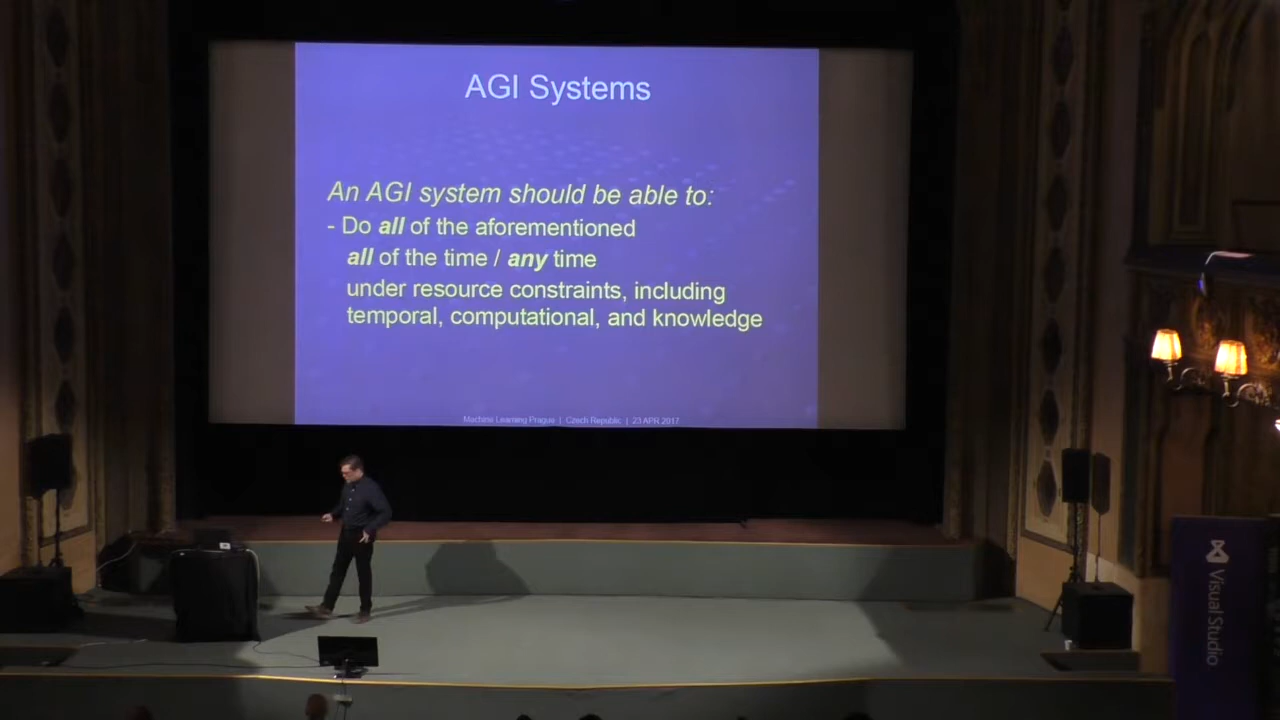 AGI Systems
An AGI system should be able to:
- Do all of the aforementioned
all of the time / any time
under resource constraints, including
temporal, computational, and knowledge
Machine Learning Prague | Czech Republic | 23 APR 2017
Visual Studio